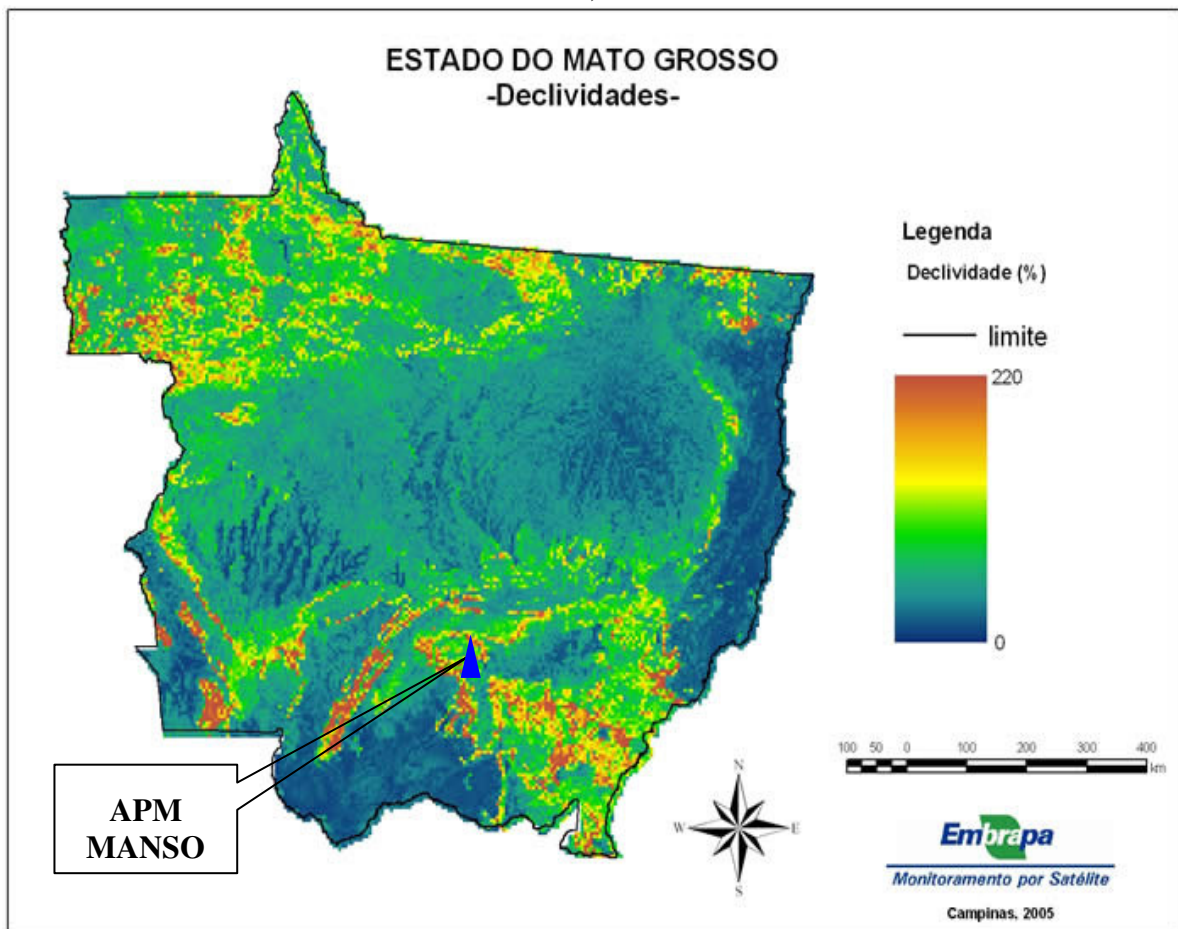 ESTADO DO MATO GROSSO
-Declividades-
Legenda
Declividade (%)
limite
220
0
APM
MANSO
100 50 0 100 200 300 400
km
N
W E
S
Embrapa
Monitoramento por Satélite
Campinas, 2005